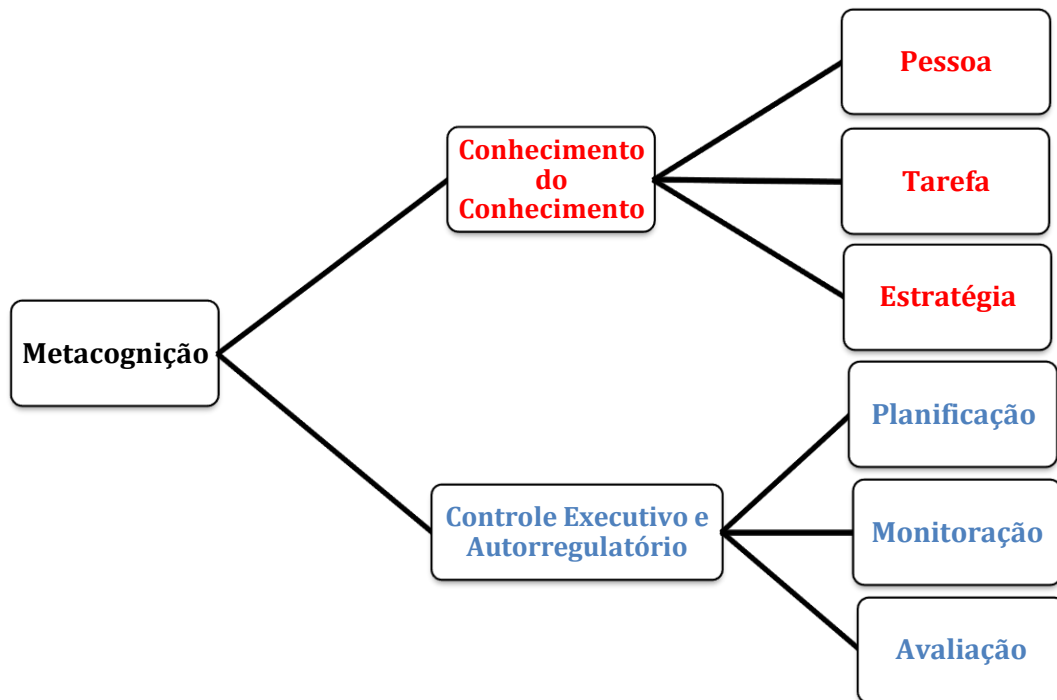 Metacognição
Conhecimento
do
Conhecimento
Pessoa
Tarefa
Estratégia
Controle Executivo e
Autorregulatório
Planificação
Monitoração
Avaliação